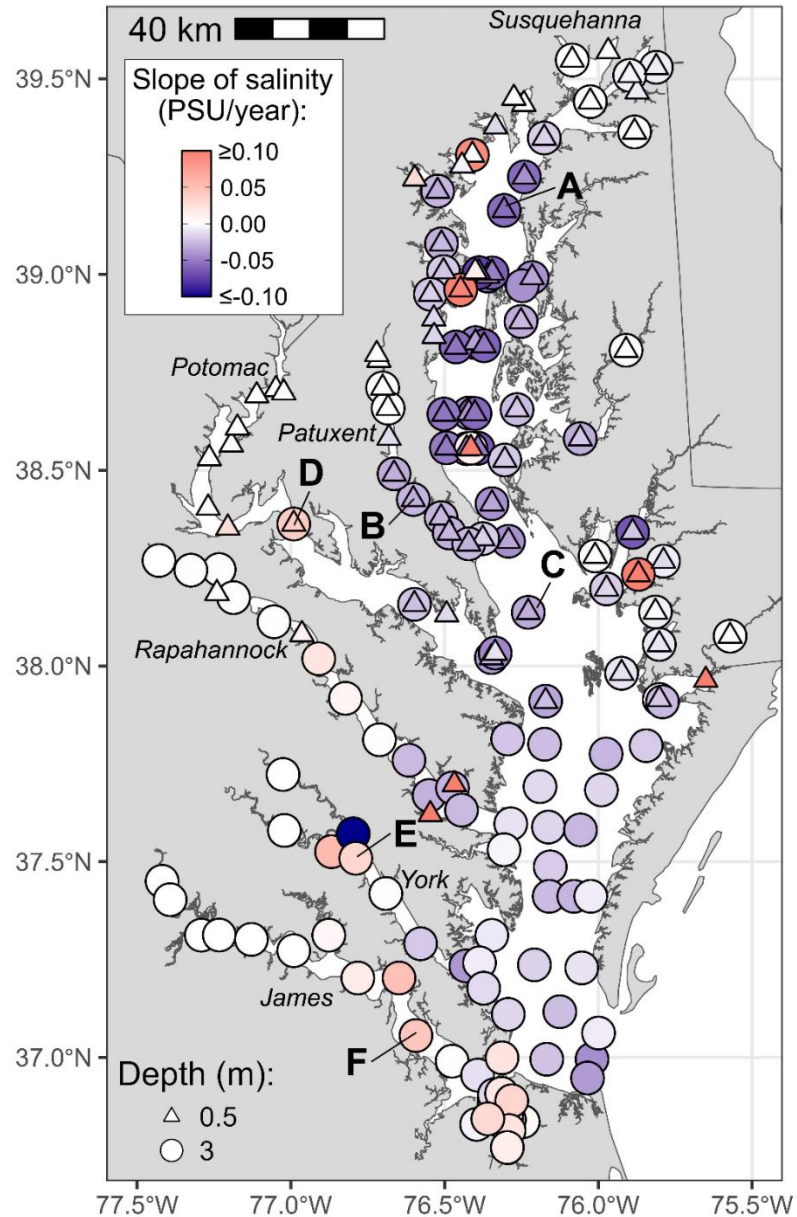 Susquehanna
40 km
39.5°N
Slope of salinity
(PSU/year):
≥0.10
0.05
0.00
-0.05
≤-0.10
A
39.0°N
Potomac
Patuxent
38.5°N
D
B
C
38.0°N
Rapahannock
37.5°N
E
York
James
37.0°N
F
Depth (m):
0.5
3
77.5°W 77.0°W 76.5°W 76.0°W 75.5°W